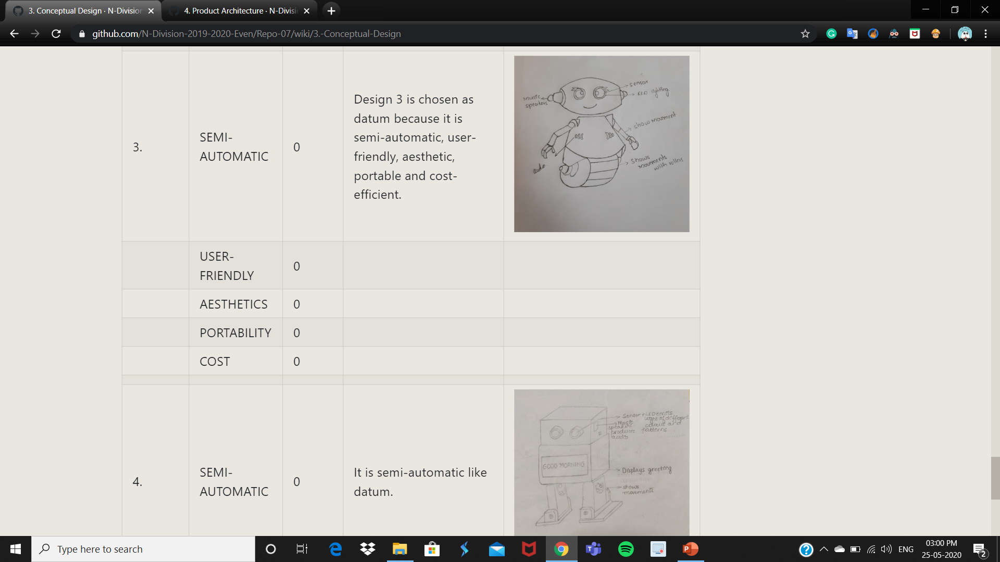 3. Conceptual Design · N-Division
4. Product Architecture · N-Divisi
github.com/N-Division-2019-2020-Even/Repo-07/wiki/3.-Conceptual-Design
3.
SEMI-
AUTOMATIC
0
Design 3 is chosen as
datum because it is
semi-automatic, user-
friendly, aesthetic,
portable and cost-
efficient.
Music
speakers
sensor
lighting
show movment
audio
shows
movments
with rollers
USER-
FRIENDLY
0
AESTHETICS
0
PORTABILITY
0
COST
0
4.
SEMI-
AUTOMATIC
0
It is semi-automatic like
datum.
Sensor
LED emits
light of different
colours and
patterns
Music
speakers
produces
audio
GOOD MORNING
Displays greeting
shows
movements
Type here to search
ENG
03:00 PM
25-05-2020
2